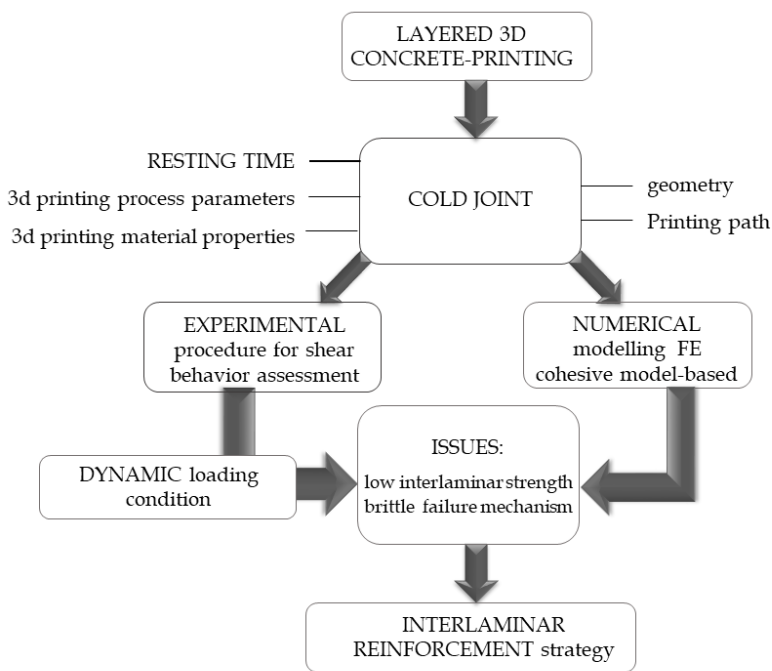 LAYERED 3D
CONCRETE-PRINTING
RESTING TIME
3d printing process parameters
3d printing material properties
COLD JOINT
geometry
Printing path
EXPERIMENTAL
procedure for shear
behavior assessment
NUMERICAL
modelling FE
cohesive model-based
DYNAMIC loading
condition
ISSUES:
low interlaminar strength
brittle failure mechanism
INTERLAMINAR
REINFORCEMENT strategy